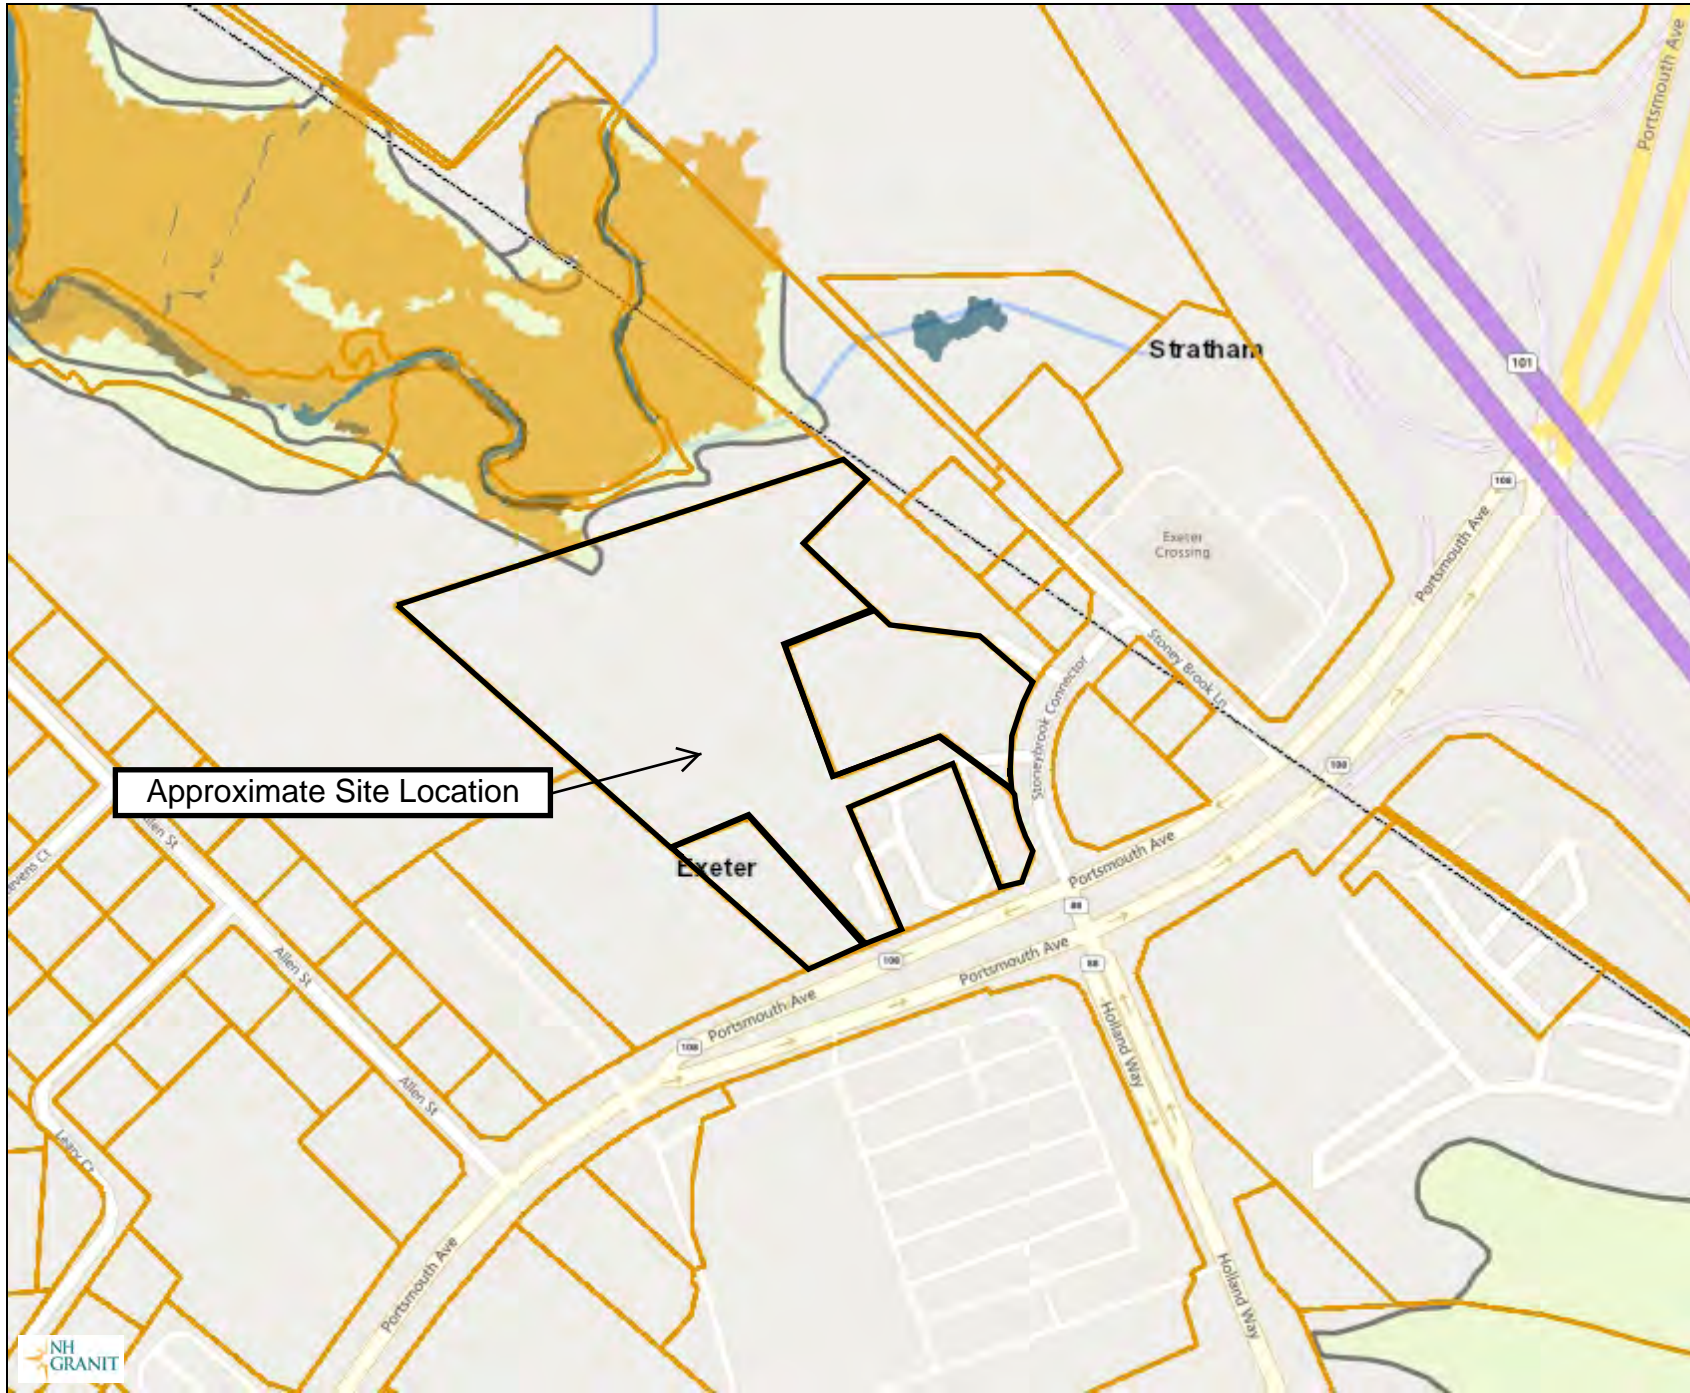 Portsmouth Ave
Stratham
101
108
Portsmouth Ave
Exeter
Crossing
Stoney Brook Ln
Stoneybrook Connector
108
Approximate Site Location
Allen St
Exeter
Portsmouth Ave
88
Portsmouth Ave
108
88
Portsmouth Ave
108
Allen St
Holland Way
Allen St
Leary Ct
Portsmouth Ave
Holland Way
NH
GRANIT